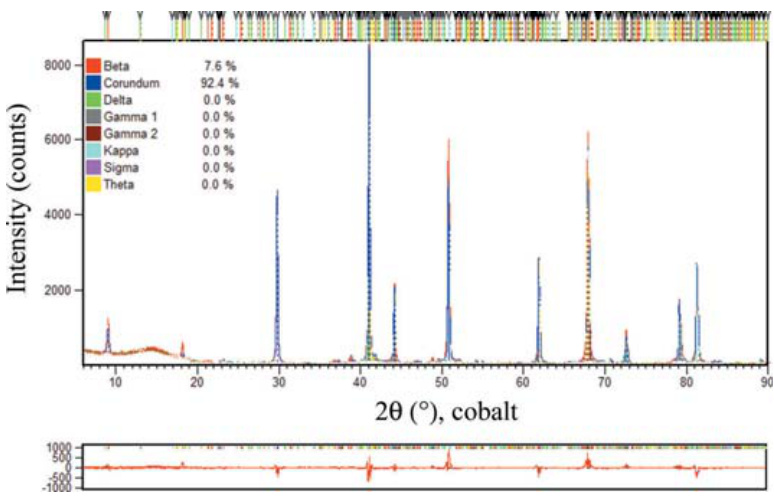 8000
6000
4000
2000
Intensity (counts)
Beta 7.6 %
Corundum 92.4 %
Delta 0.0 %
Gamma 1 0.0 %
Gamma 2 0.0 %
Kappa 0.0 %
Sigma 0.0 %
Theta 0.0 %
10 20 30 40 50 60 70 80 90
2θ (°), cobalt
1000
500
0
-500
-1000